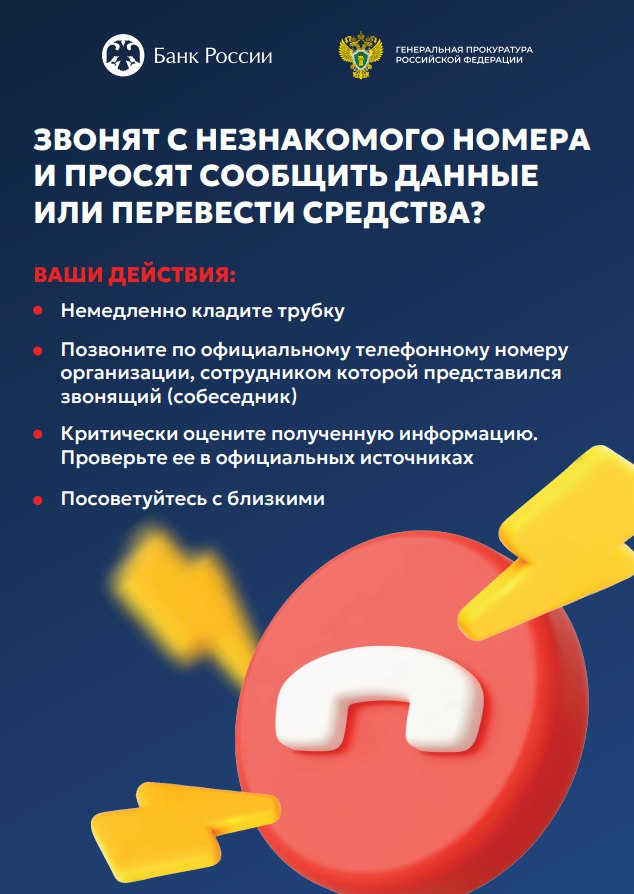 Банк России
ГЕНЕРАЛЬНАЯ ПРОКУРАТУРА
РОССИЙСКОЙ ФЕДЕРАЦИИ
ЗВОНЯТ С НЕЗНАКОМОГО НОМЕРА
И ПРОСЯТ СООБЩИТЬ ДАННЫЕ
ИЛИ ПЕРЕВЕСТИ СРЕДСТВА?
ВАШИ ДЕЙСТВИЯ:
• Немедленно кладите трубку
• Позвоните по официальному телефонному номеру
организации, сотрудником которой представился
звонящий (собеседник)
• Критически оцените полученную информацию.
Проверьте ее в официальных источниках
• Посоветуйтесь с близкими